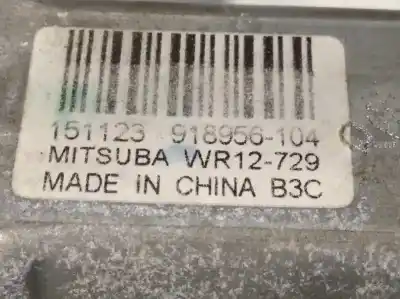 151123 918956-104
MITSUBA WR12-729
MADE IN CHINA B3C